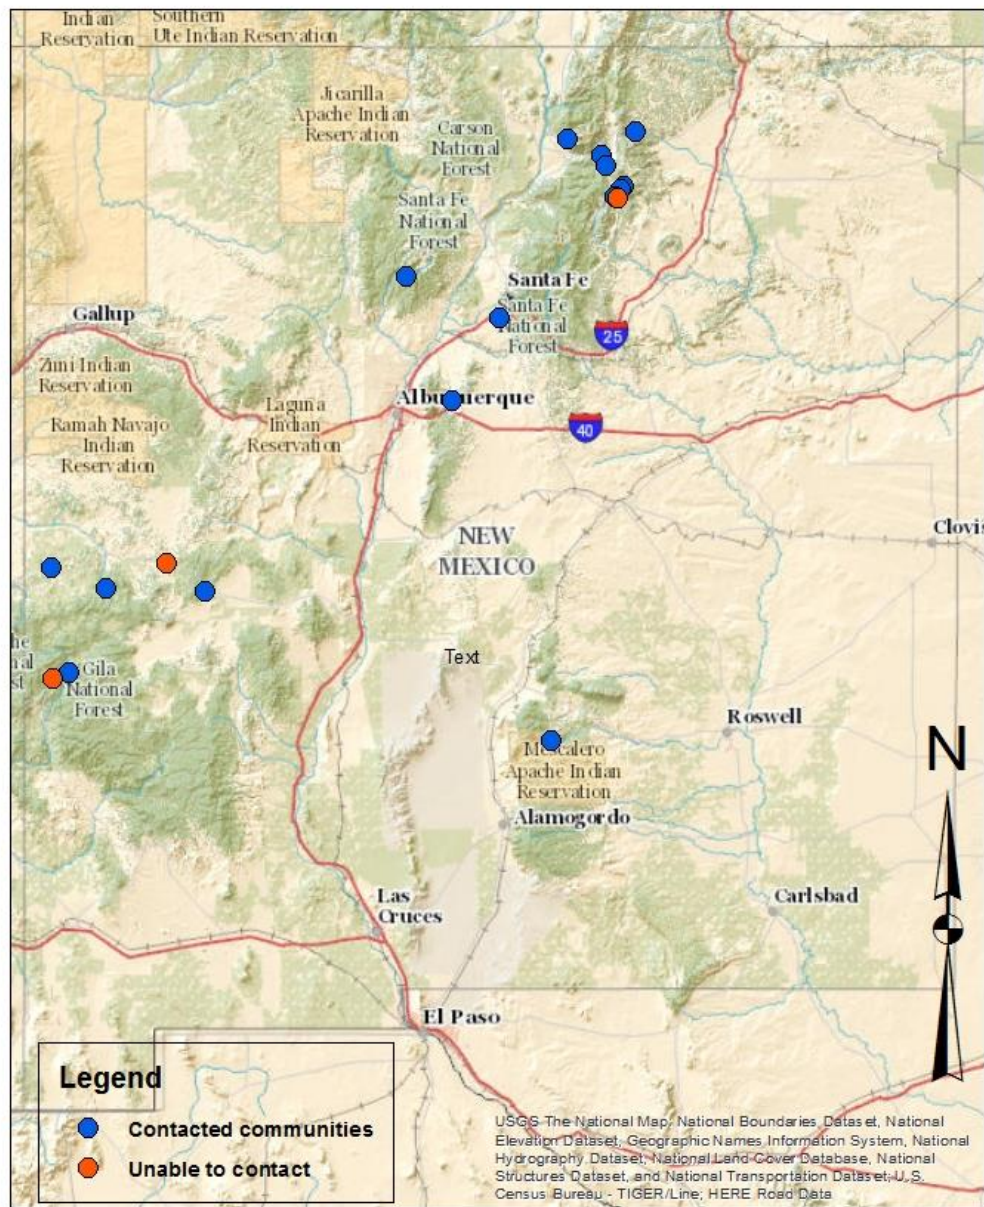 Indian
Reservation
Southern
Ute Indian Reservation
Jicarilla
Apache Indian
Reservation
Carson
National
Forest
Santa Fe
National
Forest
Santa Fe
Santa Fe
National
Forest
Gallup
25
Zuni Indian
Reservation
Albuquerque
Laguna
Indian
Reservation
Ramah Navajo
Indian
Reservation
40
NEW
MEXICO
Clovis
Text
Gila
National
Forest
Roswell
N
Mescalero
Apache Indian
Reservation
Alamogordo
Las
Cruces
Carlsbad
El Paso
Legend
Contacted communities
Unable to contact
USGS The National Map: National Boundaries Dataset, National
Elevation Dataset, Geographic Names Information System, National
Hydrography Dataset, National Land Cover Database, National
Structures Dataset, and National Transportation Dataset; U.S.
Census Bureau - TIGER/Line; HERE Road Data